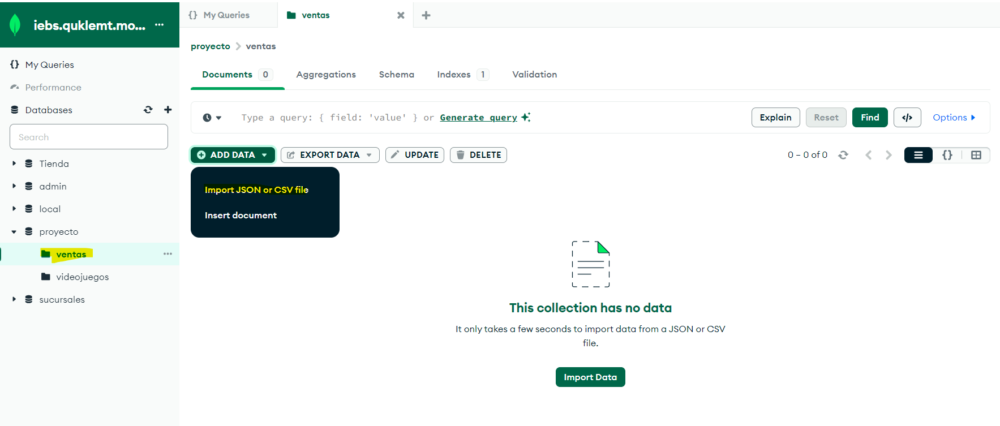 iebs.quklemt.mo... ...
{} My Queries
ventas
{} My Queries
Performance
Databases
Search
Tienda
admin
local
proyecto
ventas ...
videojuegos
sucursales
proyecto > ventas
Documents 0 Aggregations Schema Indexes 1 Validation
Type a query: { field: 'value' } or Generate query
Explain Reset Find </> Options
ADD DATA EXPORT DATA UPDATE DELETE
0 – 0 of 0 {}
Import JSON or CSV file
Insert document
This collection has no data
It only takes a few seconds to import data from a JSON or CSV
file.
Import Data